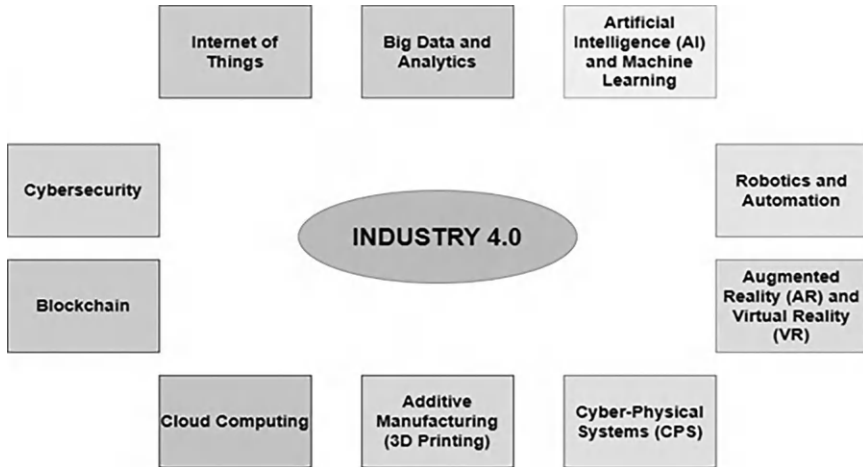 Internet of
Things
Big Data and
Analytics
Artificial
Intelligence (AI)
and Machine
Learning
Cybersecurity
Robotics and
Automation
INDUSTRY 4.0
Blockchain
Augmented
Reality (AR) and
Virtual Reality
(VR)
Cloud Computing
Additive
Manufacturing
(3D Printing)
Cyber-Physical
Systems (CPS)